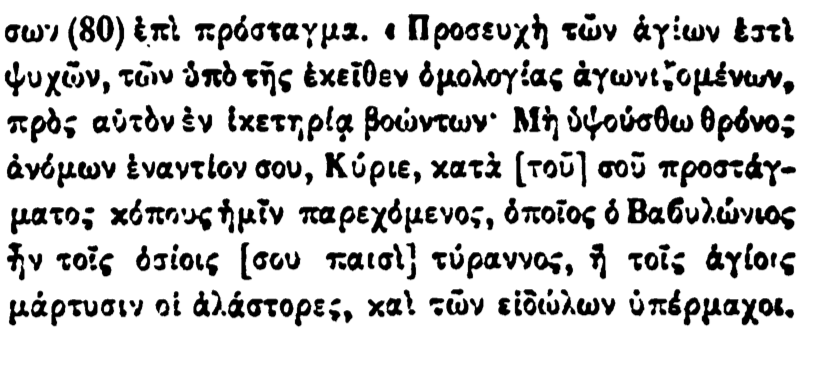 σων (80) ἐπὶ πρόσταγμα. « Προσευχὴ τῶν ἁγίων ἐστὶ
ψυχῶν, τῶν ὑπὸ τῆς ἐκεῖθεν ὁμολογίας ἀγωνιζομένων,
πρὸς αὐτὸν ἐν ἱκετηρίᾳ βοώντων· Μὴ ὑψούσθω θρόνος
ἀνόμων ἐναντίον σου, Κύριε, κατὰ [τοῦ] σοῦ προστάγ-
ματος κόπους ἡμῖν παρεχόμενος, ὁποῖος ὁ Βαβυλώνιος
ἦν τοῖς ὁσίοις [σου παισὶ] τύραννος, ἢ τοῖς ἁγίοις
μάρτυσιν οἱ ἀλάστορες, καὶ τῶν εἰδώλων ὑπέρμαχοι.